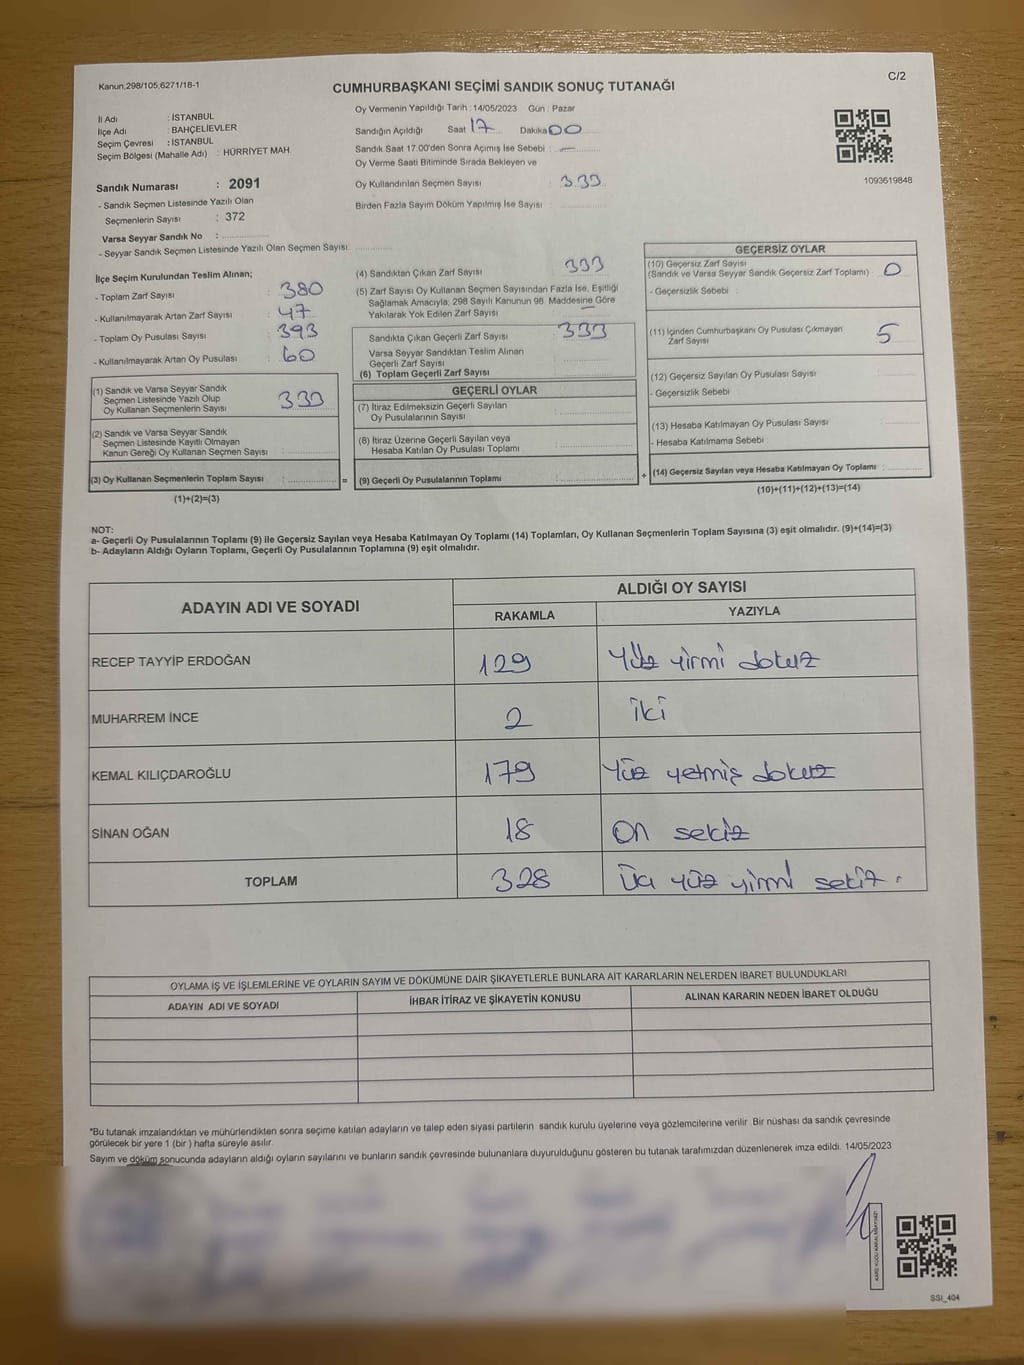 Kanun,298/105,6271/18-1
C/2
CUMHURBAŞKANI SEÇİMİ SANDIK SONUÇ TUTANAĞI
İl Adı : İSTANBUL
İlçe Adı : BAHÇELİEVLER
Seçim Çevresi : İSTANBUL
Seçim Bölgesi (Mahalle Adı) : HÜRRİYET MAH.
Sandık Numarası : 2091
- Sandık Seçmen Listesinde Yazılı Olan
Seçmenlerin Sayısı : 372
Varsa Seyyar Sandık No :
- Seyyar Sandık Seçmen Listesinde Yazılı Olan Seçmen Sayısı:
Oy Vermenin Yapıldığı Tarih : 14/05/2023 Gün : Pazar
Sandığın Açıldığı Saat 17 Dakika 00
Sandık Saat 17:00'den Sonra Açımış İse Sebebi : —
Oy Verme Saati Bitiminde Sırada Bekleyen ve
Oy Kullandırılan Seçmen Sayısı : 333
Birden Fazla Sayım Döküm Yapılmış İse Sayısı :
1093619848
İlçe Seçim Kurulundan Teslim Alınan;
- Toplam Zarf Sayısı : 380
- Kullanılmayarak Artan Zarf Sayısı : 47
- Toplam Oy Pusulası Sayısı : 393
- Kullanılmayarak Artan Oy Pusulası : 60
(1) Sandık ve Varsa Seyyar Sandık
Seçmen Listesinde Yazılı Olup
Oy Kullanan Seçmenlerin Sayısı : 333
(2) Sandık ve Varsa Seyyar Sandık
Seçmen Listesinde Kayıtlı Olmayan
Kanun Gereği Oy Kullanan Seçmen Sayısı :
(3) Oy Kullanan Seçmenlerin Toplam Sayısı : =
(1)+(2)=(3)
(4) Sandıktan Çıkan Zarf Sayısı : 333
(5) Zarf Sayısı Oy Kullanan Seçmen Sayısından Fazla İse, Eşitliği
Sağlamak Amacıyla; 298 Sayılı Kanunun 98. Maddesine Göre
Yakılarak Yok Edilen Zarf Sayısı : —
Sandıkta Çıkan Geçerli Zarf Sayısı : 333
Varsa Seyyar Sandıktan Teslim Alınan
Geçerli Zarf Sayısı
(6) Toplam Geçerli Zarf Sayısı
GEÇERLİ OYLAR
(7) İtiraz Edilmeksizin Geçerli Sayılan
Oy Pusulalarının Sayısı :
(8) İtiraz Üzerine Geçerli Sayılan veya
Hesaba Katılan Oy Pusulası Toplamı :
(9) Geçerli Oy Pusulalarının Toplamı : +
GEÇERSİZ OYLAR
(10) Geçersiz Zarf Sayısı
(Sandık ve Varsa Seyyar Sandık Geçersiz Zarf Toplamı) : 0
- Geçersizlik Sebebi :
(11) İçinden Cumhurbaşkanı Oy Pusulası Çıkmayan
Zarf Sayısı 5
(12) Geçersiz Sayılan Oy Pusulası Sayısı :
- Geçersizlik Sebebi :
(13) Hesaba Katılmayan Oy Pusulası Sayısı :
- Hesaba Katılmama Sebebi :
(14) Geçersiz Sayılan veya Hesaba Katılmayan Oy Toplamı :
(10)+(11)+(12)+(13)=(14)
NOT:
a- Geçerli Oy Pusulalarının Toplamı (9) ile Geçersiz Sayılan veya Hesaba Katılmayan Oy Toplamı (14) Toplamları, Oy Kullanan Seçmenlerin Toplam Sayısına (3) eşit olmalıdır. (9)+(14)=(3)
b- Adayların Aldığı Oyların Toplamı, Geçerli Oy Pusulalarının Toplamına (9) eşit olmalıdır.
ADAYIN ADI VE SOYADI
ALDIĞI OY SAYISI
RAKAMLA YAZIYLA
RECEP TAYYİP ERDOĞAN 129 Yüz yirmi dokuz
MUHARREM İNCE 2 iki
KEMAL KILIÇDAROĞLU 179 Yüz yetmiş dokuz
SİNAN OĞAN 18 On sekiz
TOPLAM 328 Üç yüz yirmi sekiz.
OYLAMA İŞ VE İŞLEMLERİNE VE OYLARIN SAYIM VE DÖKÜMÜNE DAİR ŞİKAYETLERLE BUNLARA AİT KARARLARIN NELERDEN İBARET BULUNDUKLARI
ADAYIN ADI VE SOYADI İHBAR İTİRAZ VE ŞİKAYETİN KONUSU ALINAN KARARIN NEDEN İBARET OLDUĞU
*Bu tutanak imzalandıktan ve mühürlendikten sonra seçime katılan adayların ve talep eden siyasi partilerin sandık kurulu üyelerine veya gözlemcilerine verilir. Bir nüshası da sandık çevresinde
görülecek bir yere 1 (bir) hafta süreyle asılır.
Sayım ve döküm sonucunda adayların aldığı oyların sayılarını ve bunların sandık çevresinde bulunanlara duyurulduğunu gösteren bu tutanak tarafımızdan düzenlenerek imza edildi. 14/05/2023
SSI_404